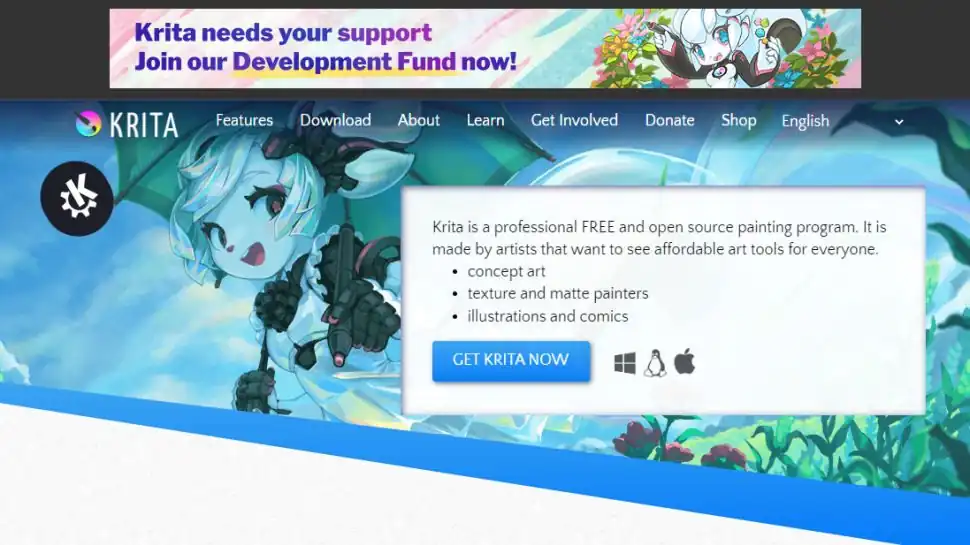 Krita needs your support
Join our Development Fund now!
KRITA
Features Download About Learn Get Involved Donate Shop English
Krita is a professional FREE and open source painting program. It is
made by artists that want to see affordable art tools for everyone.
• concept art
• texture and matte painters
• illustrations and comics
GET KRITA NOW